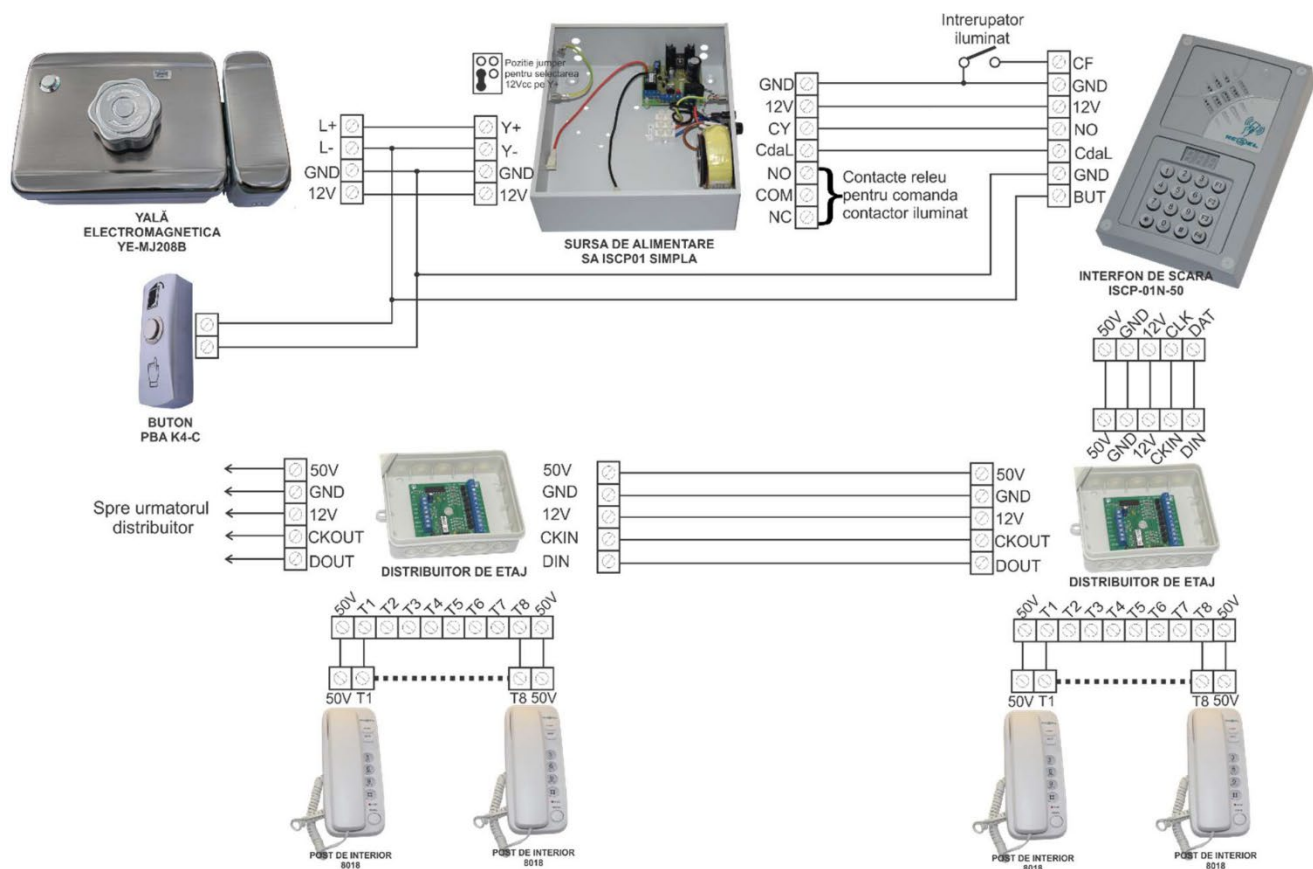 Intrerupator
iluminat
Pozitie jumper
pentru selectarea
12Vcc pe Y+
L+
L-
GND
12V
Y+
Y-
GND
12V
GND
12V
CY
CdaL
NO
COM
NC
Contacte releu
pentru comanda
contactor iluminat
CF
GND
12V
NO
CdaL
GND
BUT
YALĂ
ELECTROMAGNETICA
YE-MJ208B
SURSA DE ALIMENTARE
SA ISCP01 SIMPLA
INTERFON DE SCARA
ISCP-01N-50
BUTON
PBA K4-C
50V
GND
12V
CLK
DAT
50V
GND
12V
CKIN
DIN
Spre urmatorul
distribuitor
50V
GND
12V
CKOUT
DOUT
DISTRIBUITOR DE ETAJ
50V
GND
12V
CKIN
DIN
50V
GND
12V
CKOUT
DOUT
DISTRIBUITOR DE ETAJ
50V T1 T2 T3 T4 T5 T6 T7 T8 50V
50V T1
T8 50V
POST DE INTERIOR
8018
POST DE INTERIOR
8018
50V T1 T2 T3 T4 T5 T6 T7 T8 50V
50V T1
T8 50V
POST DE INTERIOR
8018
POST DE INTERIOR
8018